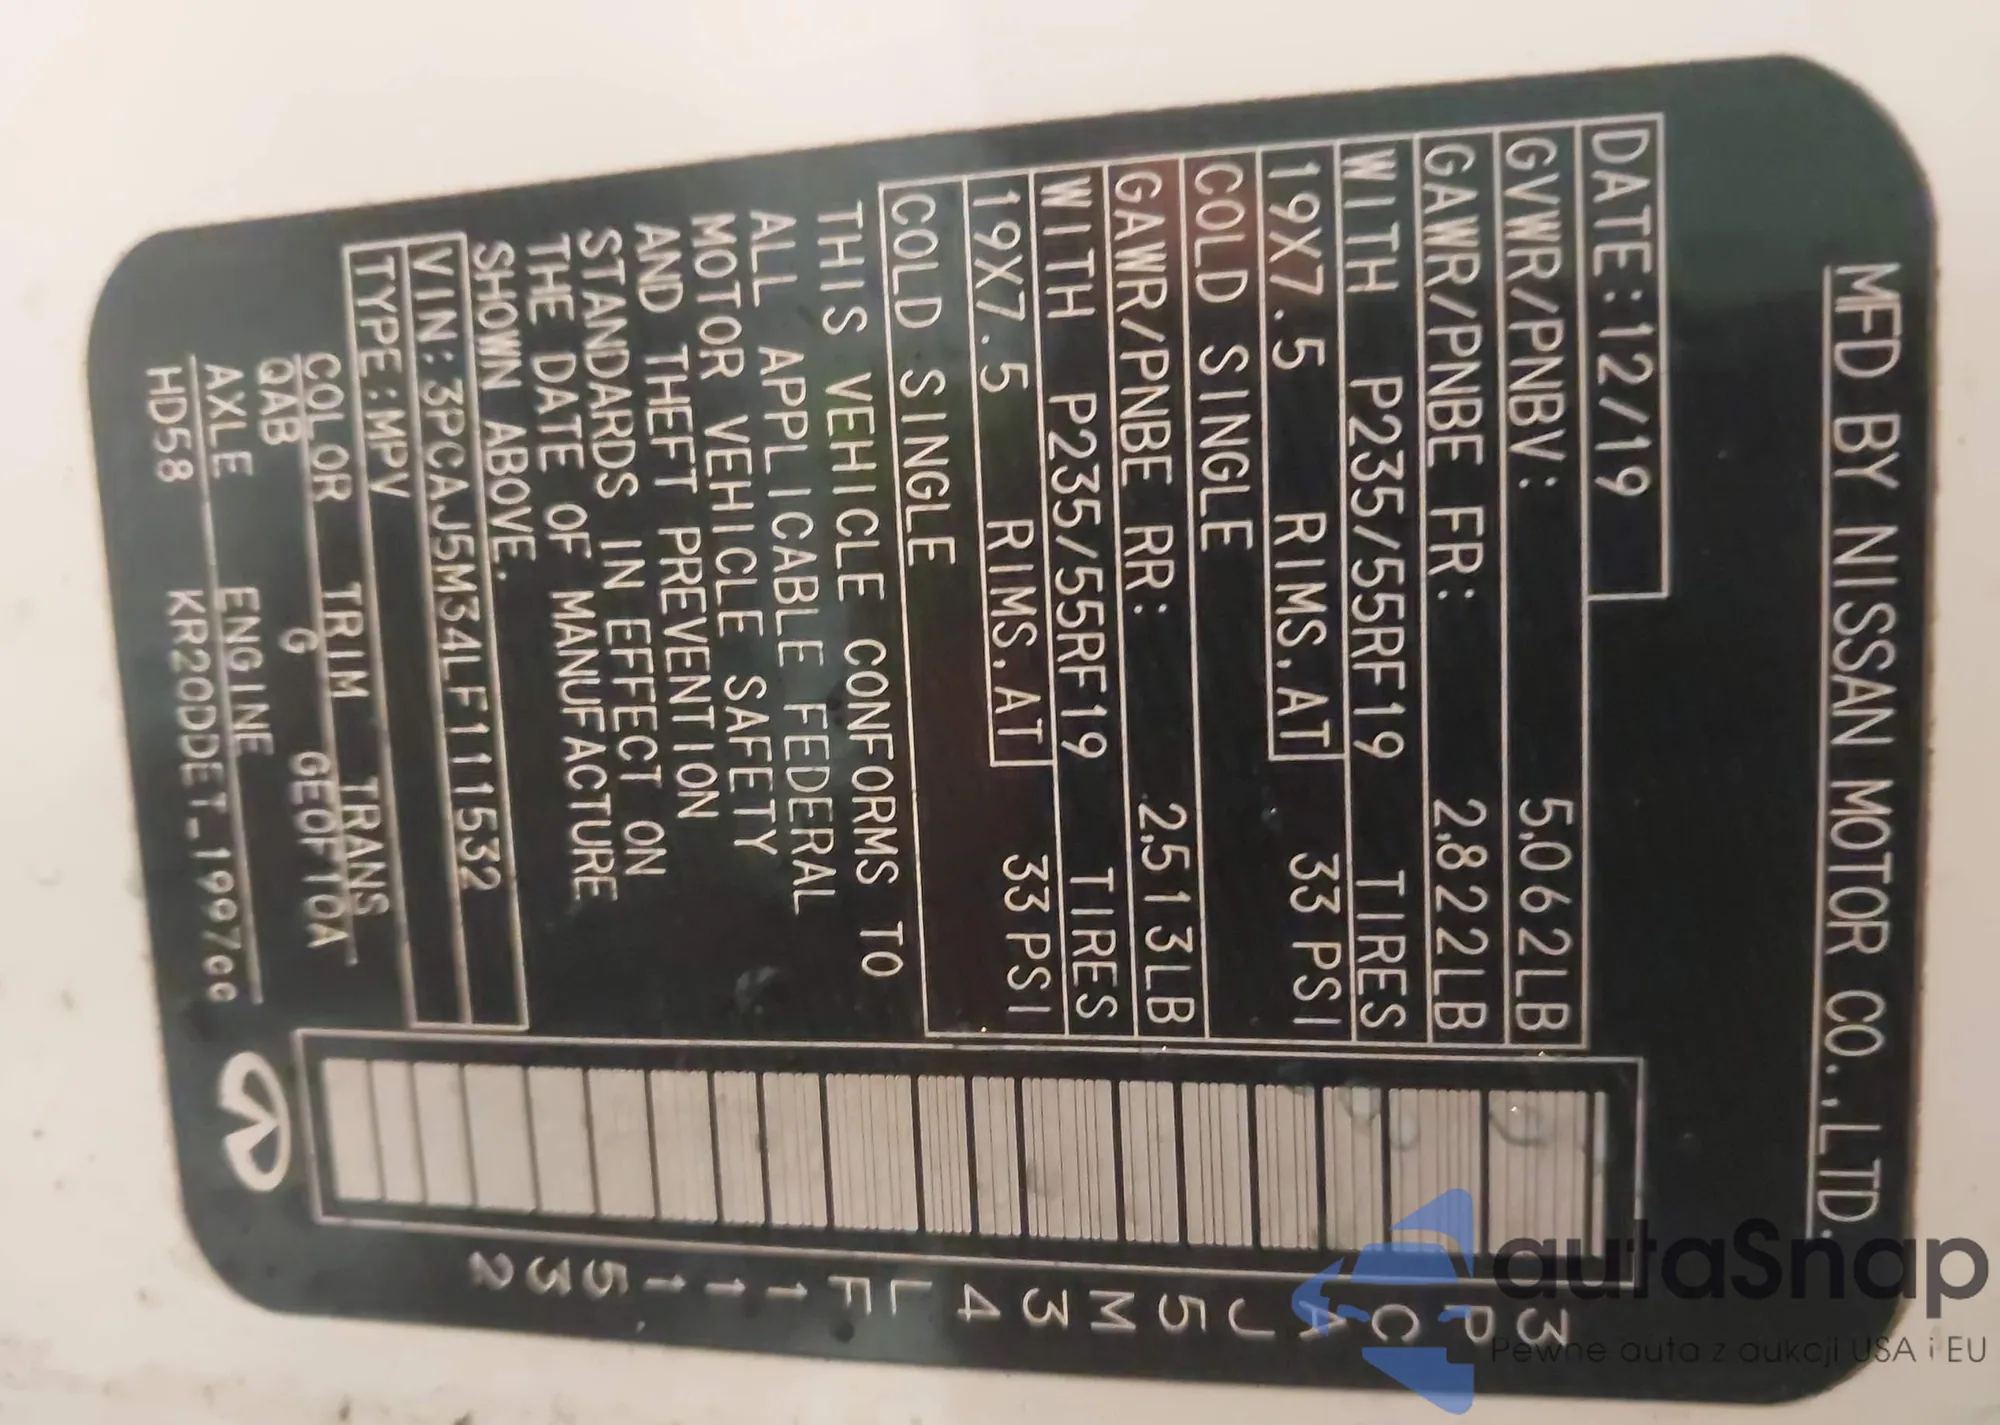 MFD BY NISSAN MOTOR CO.,LTD.
DATE:12/19
GVWR/PNBV: 5,062LB
GAWR/PNBE FR: 2,822LB
WITH P235/55RF19 TIRES
19X7.5 RIMS.AT 33 PSI
COLD SINGLE
GAWR/PNBE RR: 2,513LB
WITH P235/55RF19 TIRES
19X7.5 RIMS.AT 33 PSI
COLD SINGLE
THIS VEHICLE CONFORMS TO
ALL APPLICABLE FEDERAL
MOTOR VEHICLE SAFETY
AND THEFT PREVENTION
STANDARDS IN EFFECT ON
THE DATE OF MANUFACTURE
SHOWN ABOVE.
VIN:3PCAJ5M34LF111532
TYPE:MPV
COLOR TRIM TRANS
QAB G GEOF10A
AXLE ENGINE
HD58 KR20DDET_1997cc
3PCAJ5M34LF111532
autaSnap
Pewne auta z aukcji USA i EU